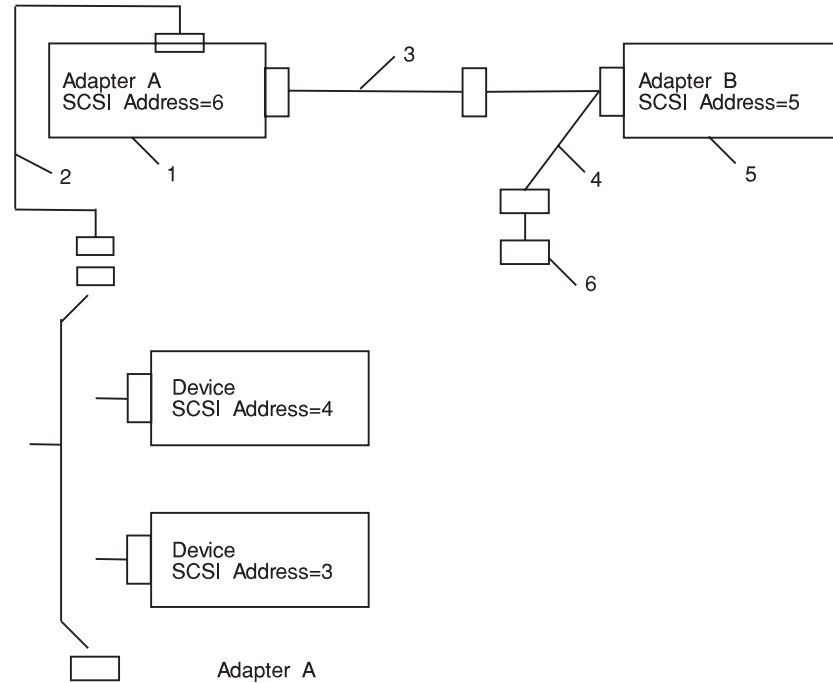 3
Adapter A
SCSI Address=6
Adapter B
SCSI Address=5
2
1
4
5
6
Device
SCSI Address=4
Device
SCSI Address=3
Adapter A